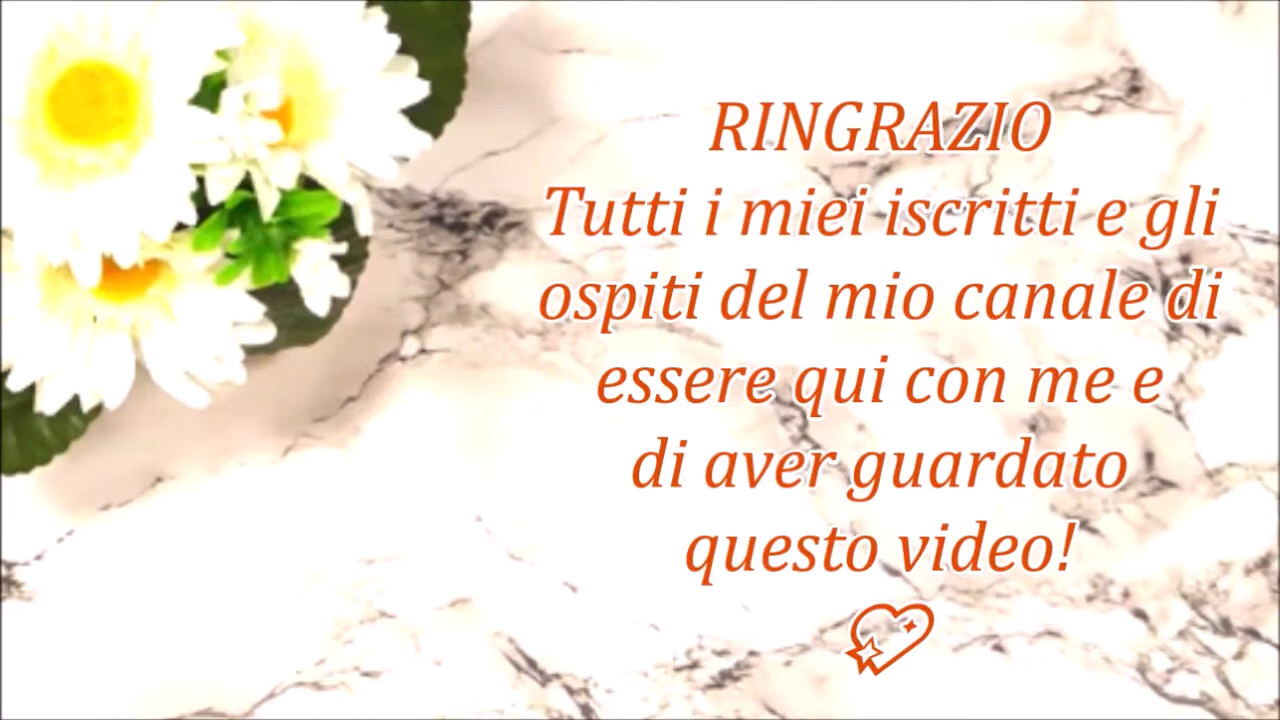 RINGRAZIO
Tutti i miei iscritti e gli
ospiti del mio canale di
essere qui con me e
di aver guardato
questo video!